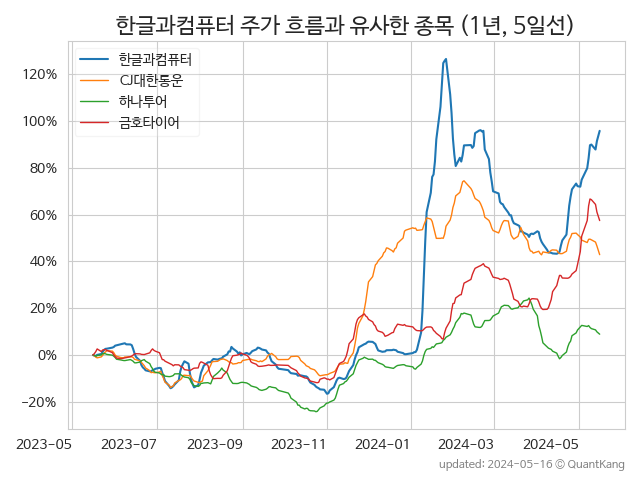 한글과컴퓨터 주가 흐름과 유사한 종목 (1년, 5일선)
한글과컴퓨터
CJ대한통운
하나투어
금호타이어
120%
100%
80%
60%
40%
20%
0%
−20%
2023-05 2023-07 2023-09 2023-11 2024-01 2024-03 2024-05
updated: 2024-05-16 © QuantKang